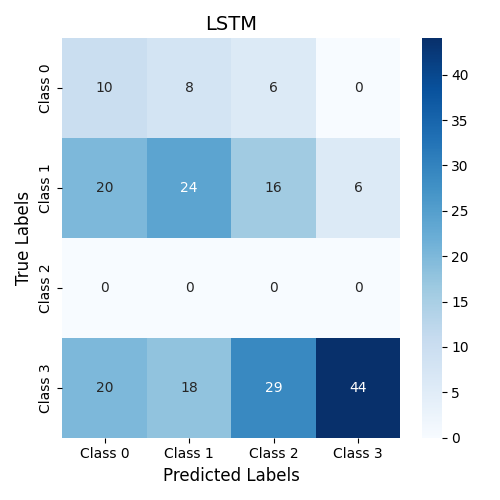 LSTM
Class 0 10 8 6 0
Class 1 20 24 16 6
Class 2 0 0 0 0
Class 3 20 18 29 44
Class 0 Class 1 Class 2 Class 3
Predicted Labels
True Labels
40
35
30
25
20
15
10
5
0